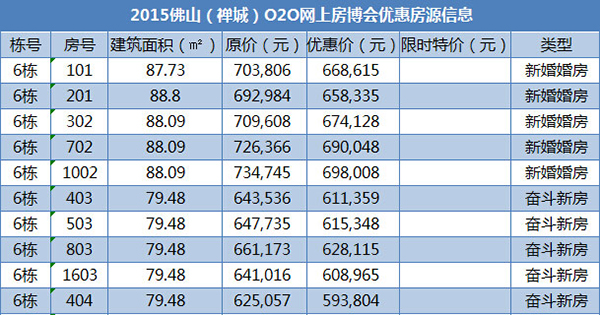 2015佛山（禅城）O2O网上房博会优惠房源信息
栋号 房号 建筑面积（㎡） 原价（元） 优惠价（元） 限时特价（元） 类型
6栋 101 87.73 703,806 668,615 新婚婚房
6栋 201 88.8 692,984 658,335 新婚婚房
6栋 302 88.09 709,608 674,128 新婚婚房
6栋 702 88.09 726,366 690,048 新婚婚房
6栋 1002 88.09 734,745 698,008 新婚婚房
6栋 403 79.48 643,536 611,359 奋斗新房
6栋 503 79.48 647,735 615,348 奋斗新房
6栋 803 79.48 661,173 628,115 奋斗新房
6栋 1603 79.48 641,016 608,965 奋斗新房
6栋 404 79.48 625,057 593,804 奋斗新房